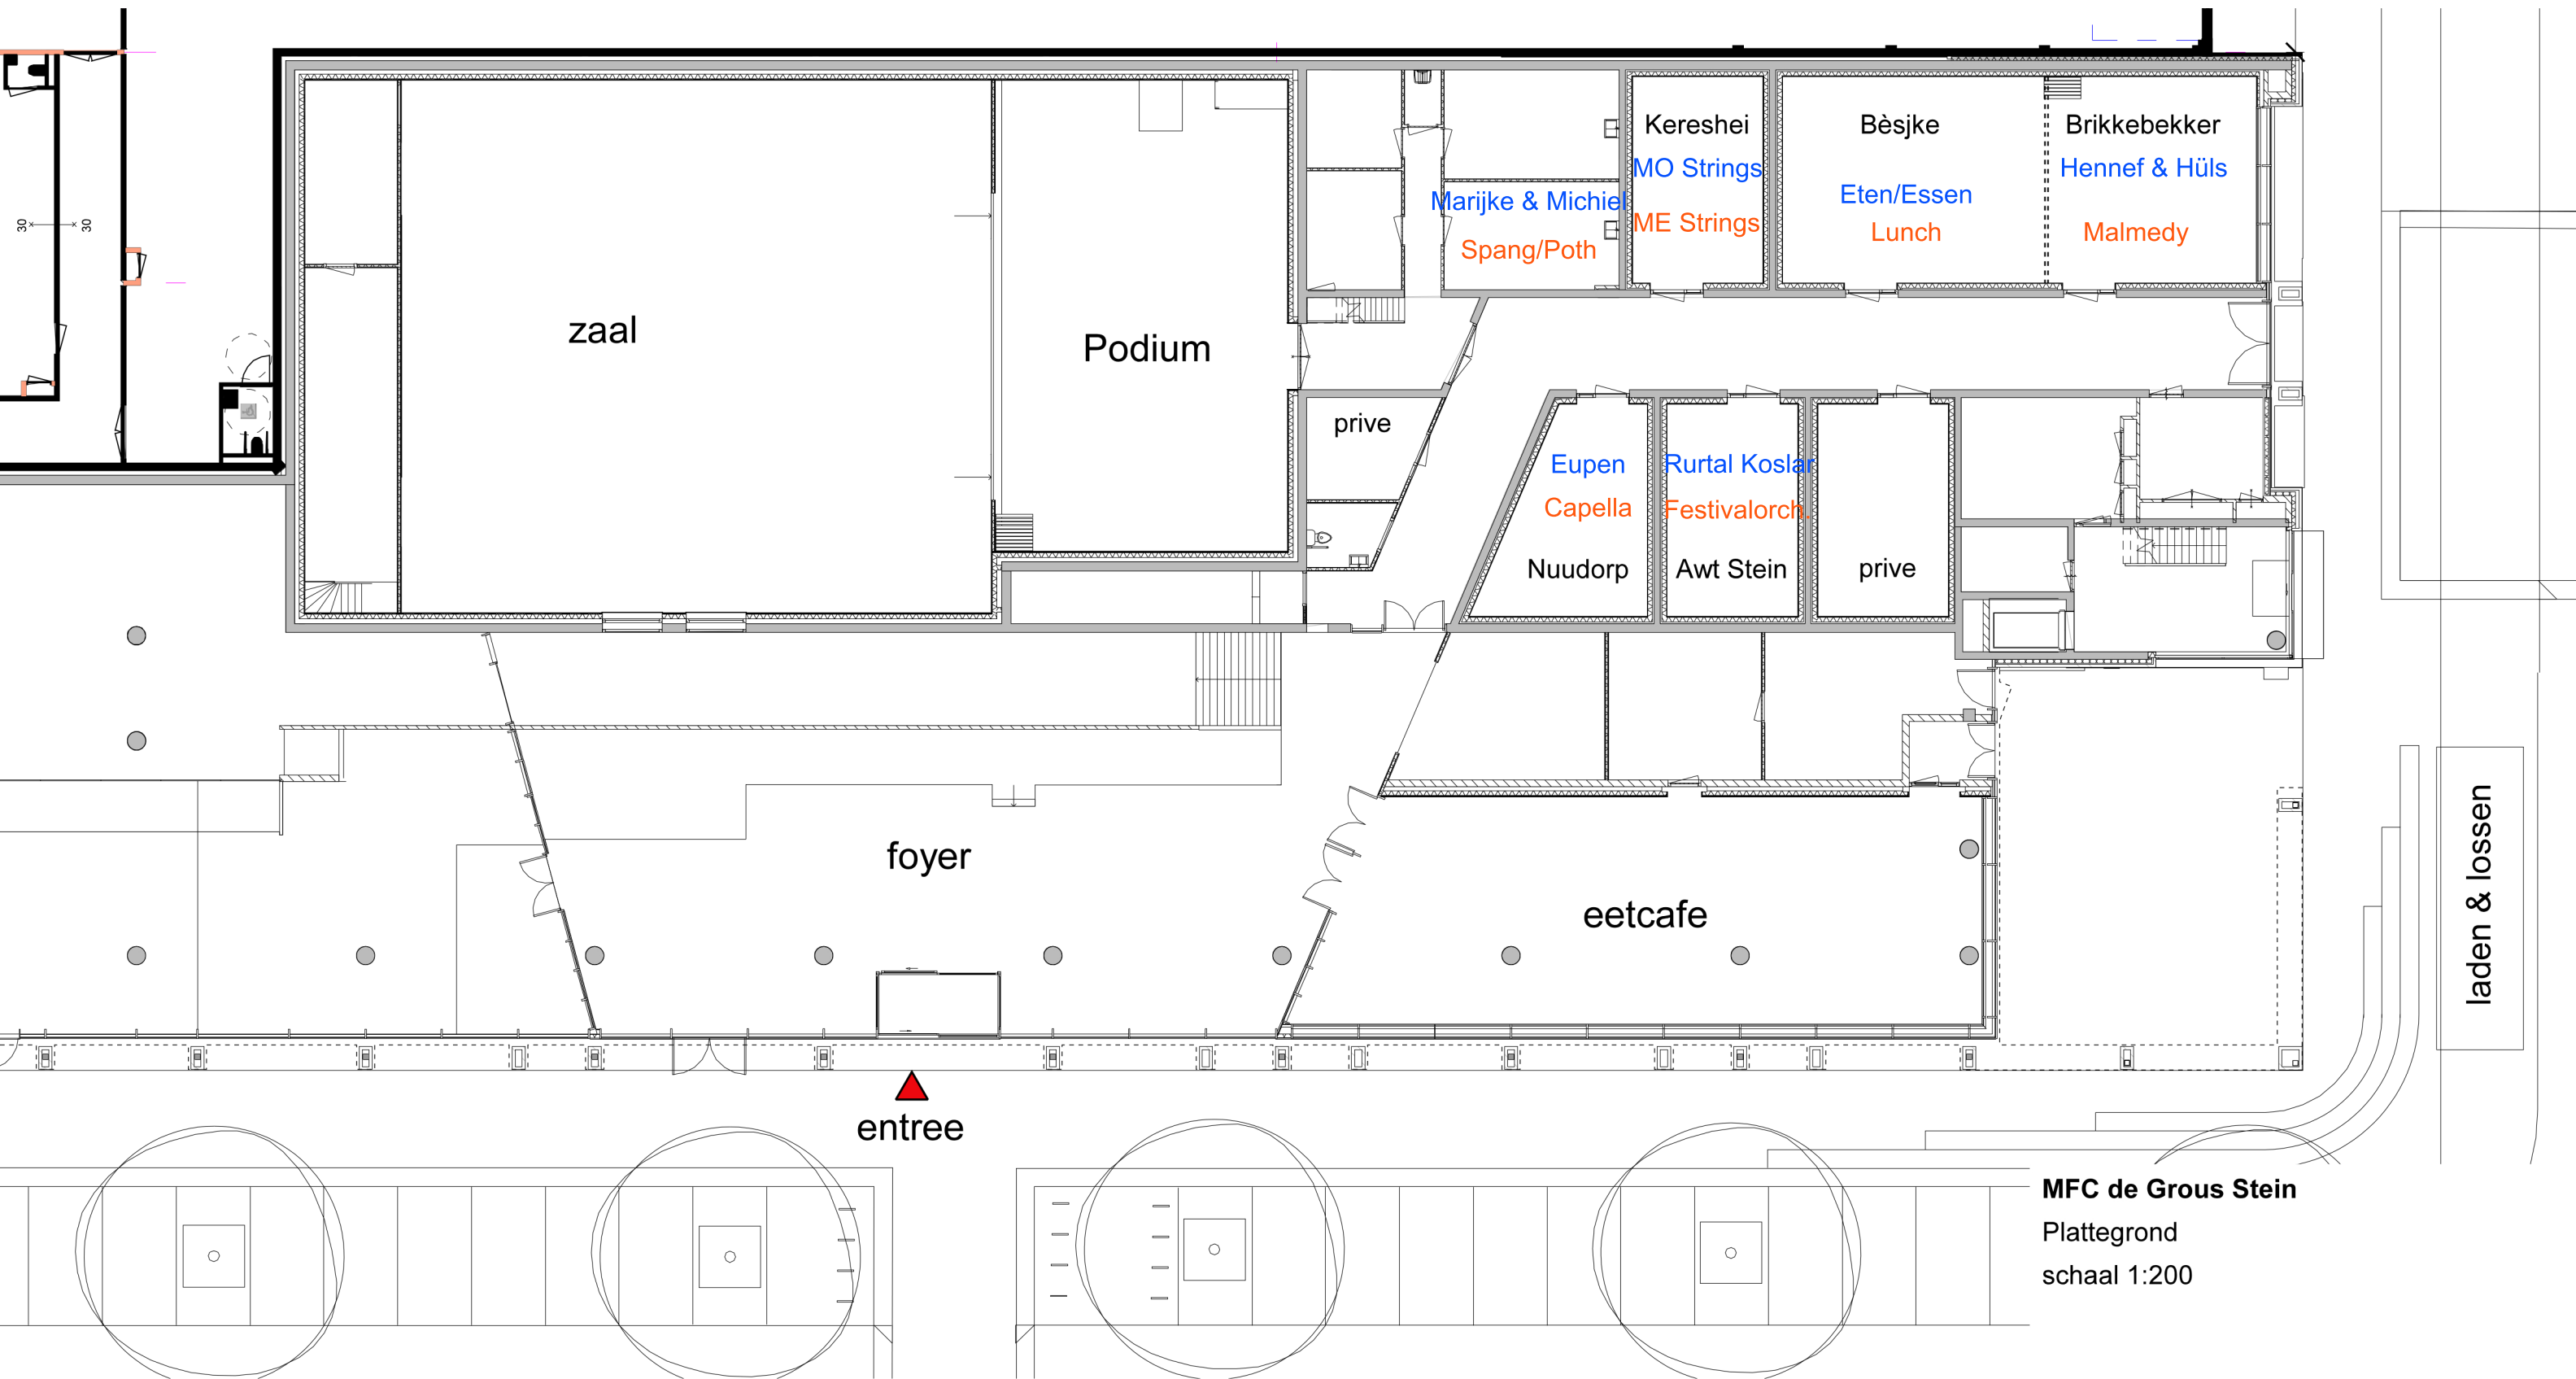 30
30
zaal
Podium
Marijke & Michiel
Spang/Poth
Kereshei
MO Strings
ME Strings
Bèsjke
Eten/Essen
Lunch
Brikkebekker
Hennef & Hüls
Malmedy
prive
Eupen
Capella
Nuudorp
Rurtal Koslar
Festivalorch.
Awt Stein
prive
foyer
eetcafe
laden & lossen
entree
MFC de Grous Stein
Plattegrond
schaal 1:200